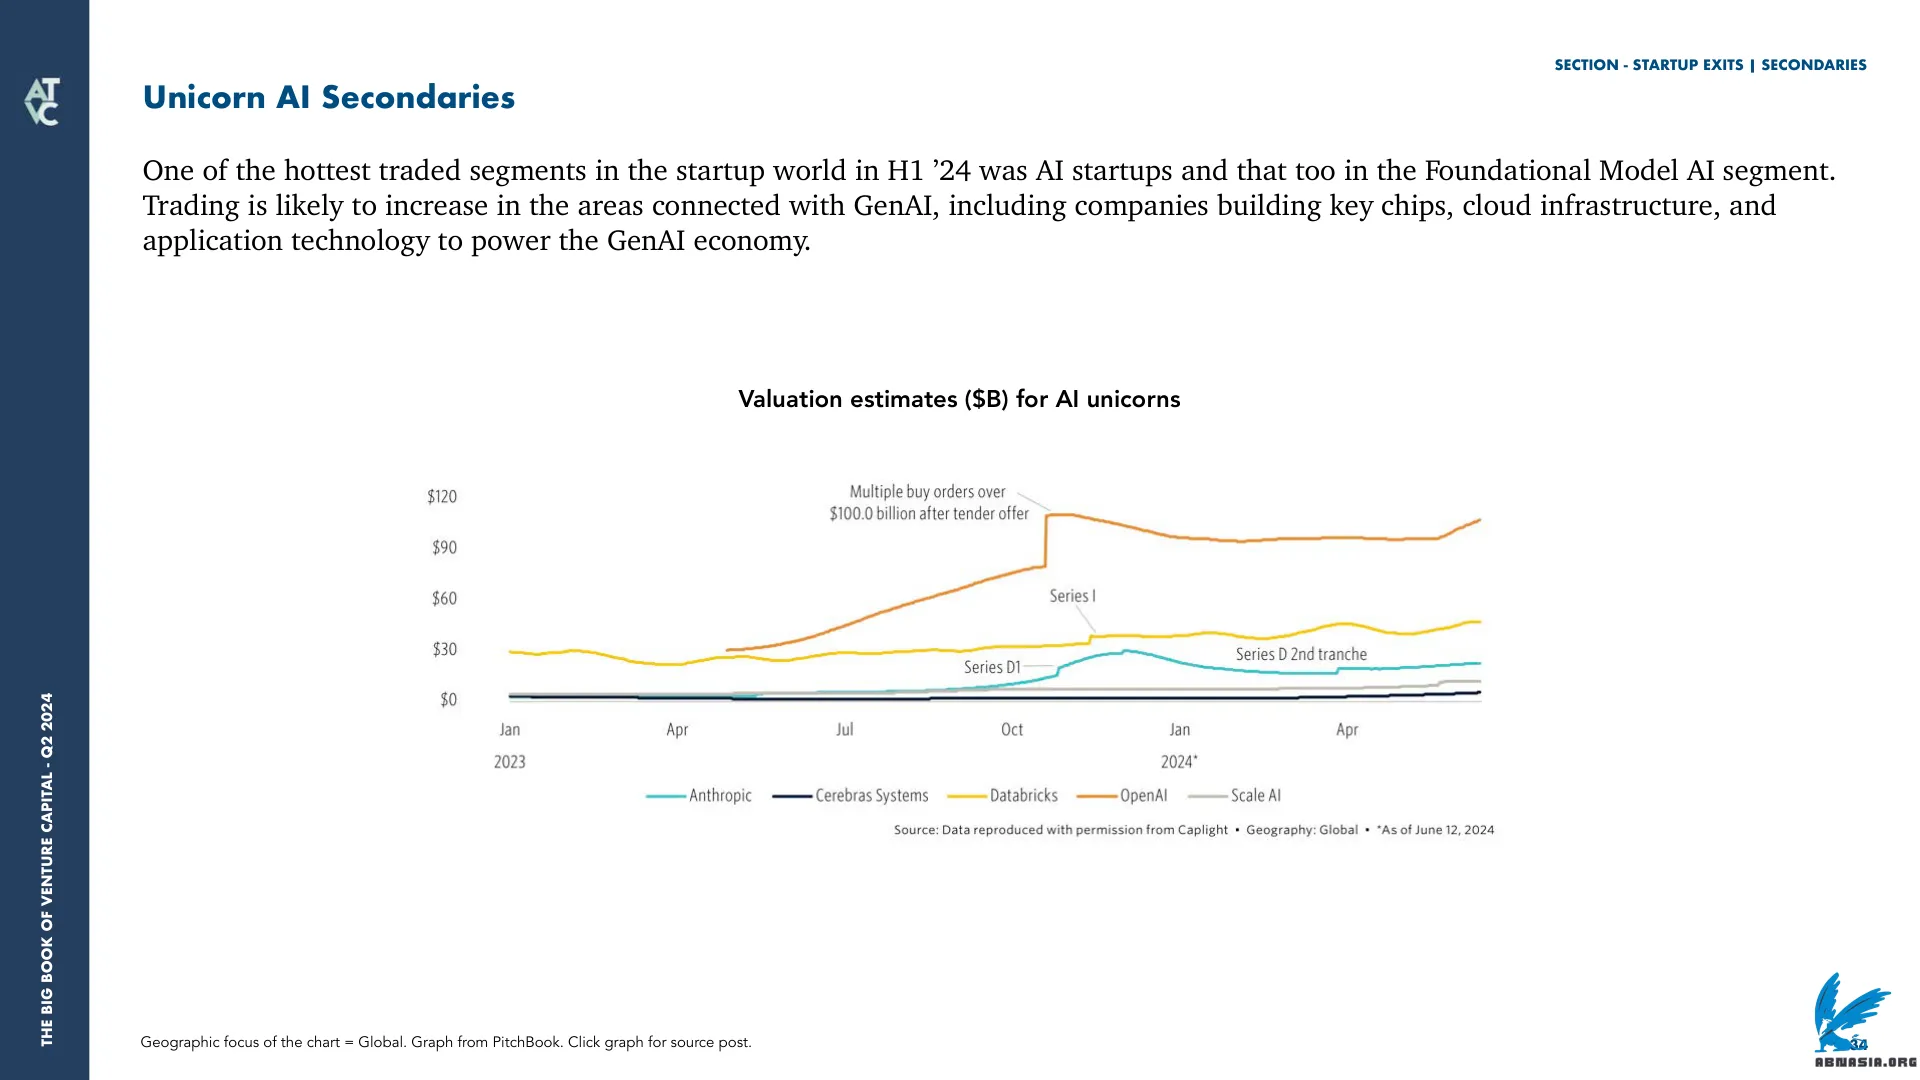 SECTION - STARTUP EXITS | SECONDARIES
ATVC
Unicorn AI Secondaries
One of the hottest traded segments in the startup world in H1 ’24 was AI startups and that too in the Foundational Model AI segment.
Trading is likely to increase in the areas connected with GenAI, including companies building key chips, cloud infrastructure, and
application technology to power the GenAI economy.
Valuation estimates ($B) for AI unicorns
$120
$90
$60
$30
$0
Multiple buy orders over
$100.0 billion after tender offer
Series I
Series D1
Series D 2nd tranche
Jan
Apr
Jul
Oct
Jan
Apr
2023
2024*
Anthropic
Cerebras Systems
Databricks
OpenAI
Scale AI
Source: Data reproduced with permission from Caplight • Geography: Global • *As of June 12, 2024
THE BIG BOOK OF VENTURE CAPITAL - Q2 2024
Geographic focus of the chart = Global. Graph from PitchBook. Click graph for source post.
34
ABNASIA.ORG